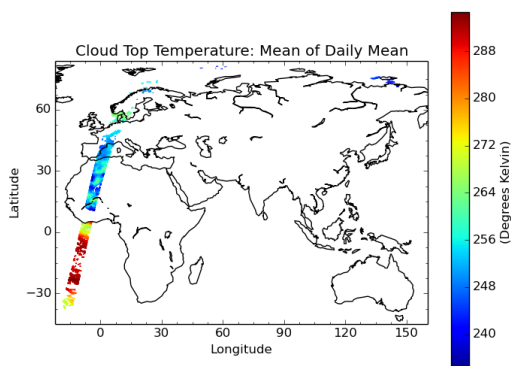 Cloud Top Temperature: Mean of Daily Mean
60
30
0
−30
Latitude
0 30 60 90 120 150
Longitude
288
280
272
264
256
248
240
(Degrees Kelvin)